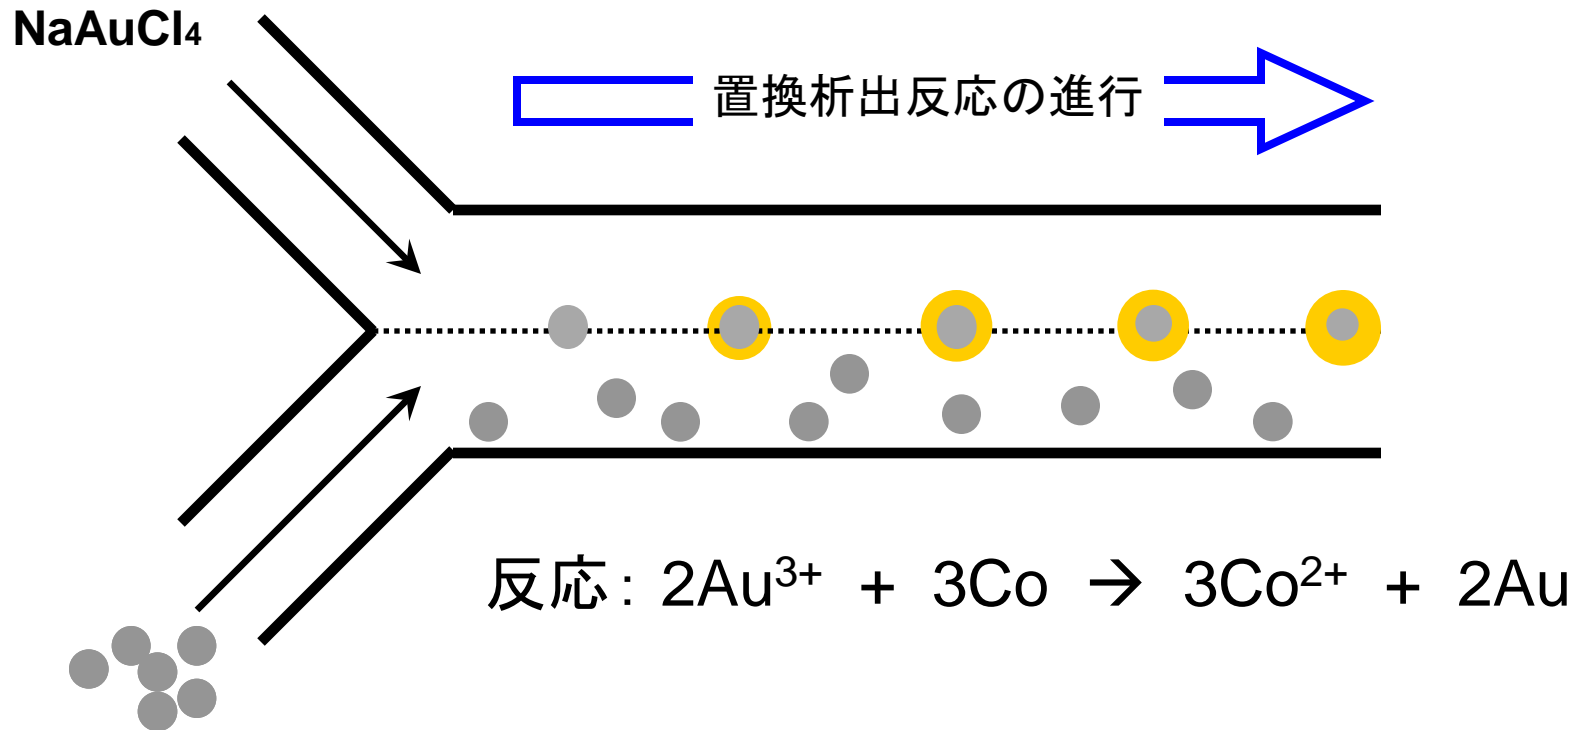 NaAuCl₄
置換析出反応の進行
反応: 2Au³⁺ + 3Co → 3Co²⁺ + 2Au